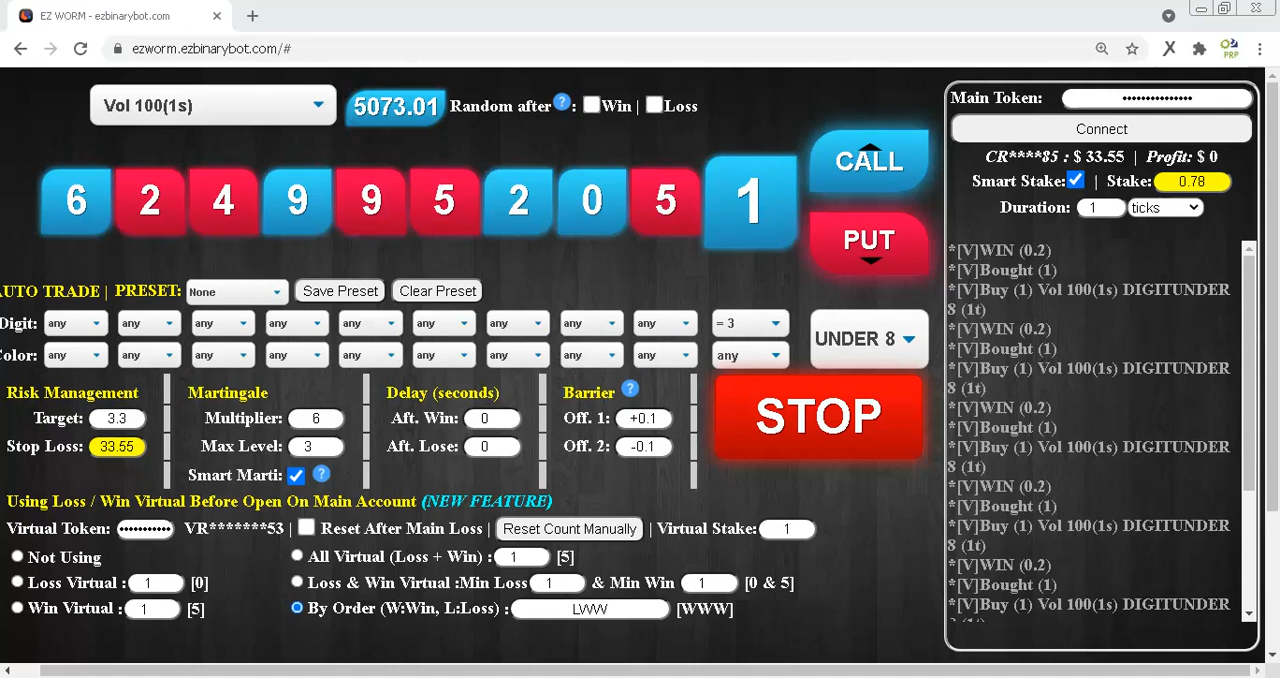 EZ WORM - ezbinarybot.com
ezworm.ezbinarybot.com/#
PRP
Vol 100(1s)
5073.01
Random after ? : Win | Loss
6 2 4 9 9 5 2 0 5 1
CALL
PUT
AUTO TRADE | PRESET: None Save Preset Clear Preset
Digit: any any any any any any any any any = 3
Color: any any any any any any any any any any
UNDER 8
STOP
Risk Management
Target: 3.3
Stop Loss: 33.55
Martingale
Multiplier: 6
Max Level: 3
Smart Marti: ?
Delay (seconds)
Aft. Win: 0
Aft. Lose: 0
Barrier ?
Off. 1: +0.1
Off. 2: -0.1
Using Loss / Win Virtual Before Open On Main Account (NEW FEATURE)
Virtual Token: •••••••••• VR*******53 | Reset After Main Loss | Reset Count Manually | Virtual Stake: 1
Not Using
All Virtual (Loss + Win) : 1 [5]
Loss Virtual : 1 [0]
Loss & Win Virtual :Min Loss 1 & Min Win 1 [0 & 5]
Win Virtual : 1 [5]
By Order (W:Win, L:Loss) : LWW [WWW]
Main Token: •••••••••••••••
Connect
CR****85 : $ 33.55 | Profit: $ 0
Smart Stake: | Stake: 0.78
Duration: 1 ticks
*[V]WIN (0.2)
*[V]Bought (1)
*[V]Buy (1) Vol 100(1s) DIGITUNDER
8 (1t)
*[V]WIN (0.2)
*[V]Bought (1)
*[V]Buy (1) Vol 100(1s) DIGITUNDER
8 (1t)
*[V]WIN (0.2)
*[V]Bought (1)
*[V]Buy (1) Vol 100(1s) DIGITUNDER
8 (1t)
*[V]WIN (0.2)
*[V]Bought (1)
*[V]Buy (1) Vol 100(1s) DIGITUNDER
8 (1t)
*[V]WIN (0.2)
*[V]Bought (1)
*[V]Buy (1) Vol 100(1s) DIGITUNDER